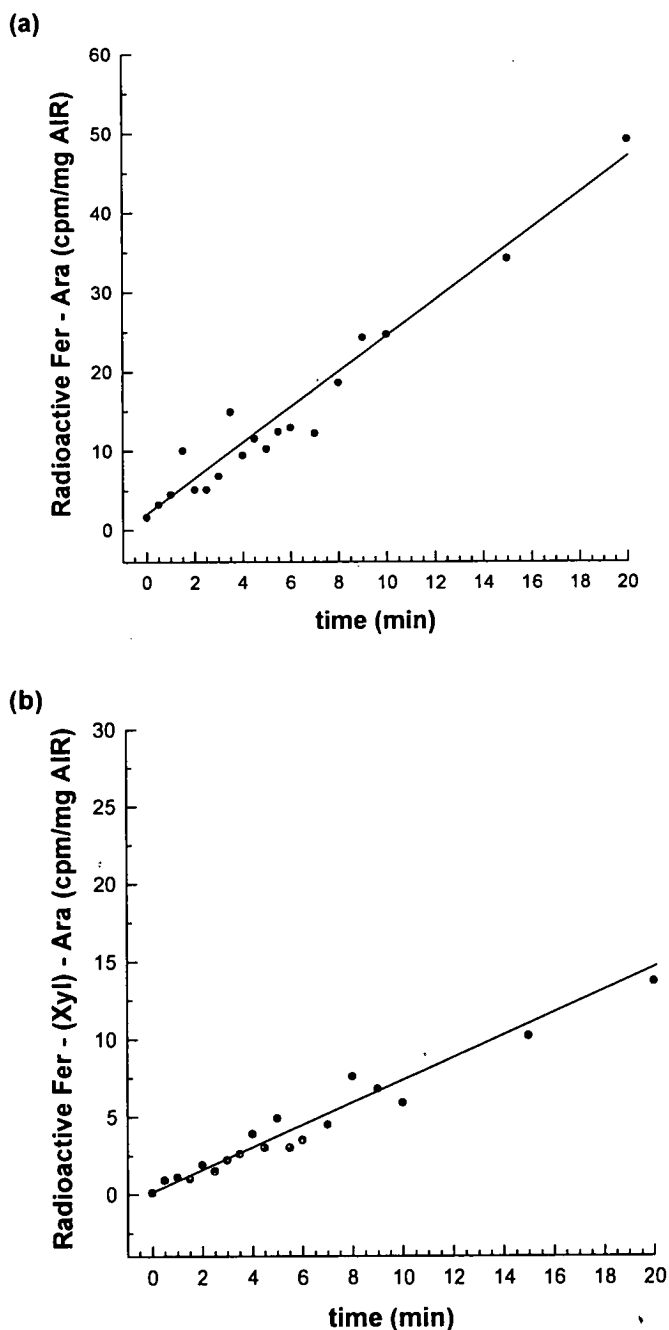 (a)
Radioactive Fer - Ara (cpm/mg AIR)
60
50
40
30
20
10
0
0 2 4 6 8 10 12 14 16 18 20
time (min)
(b)
Radioactive Fer - (Xyl) - Ara (cpm/mg AIR)
30
25
20
15
10
5
0
0 2 4 6 8 10 12 14 16 18 20
time (min)